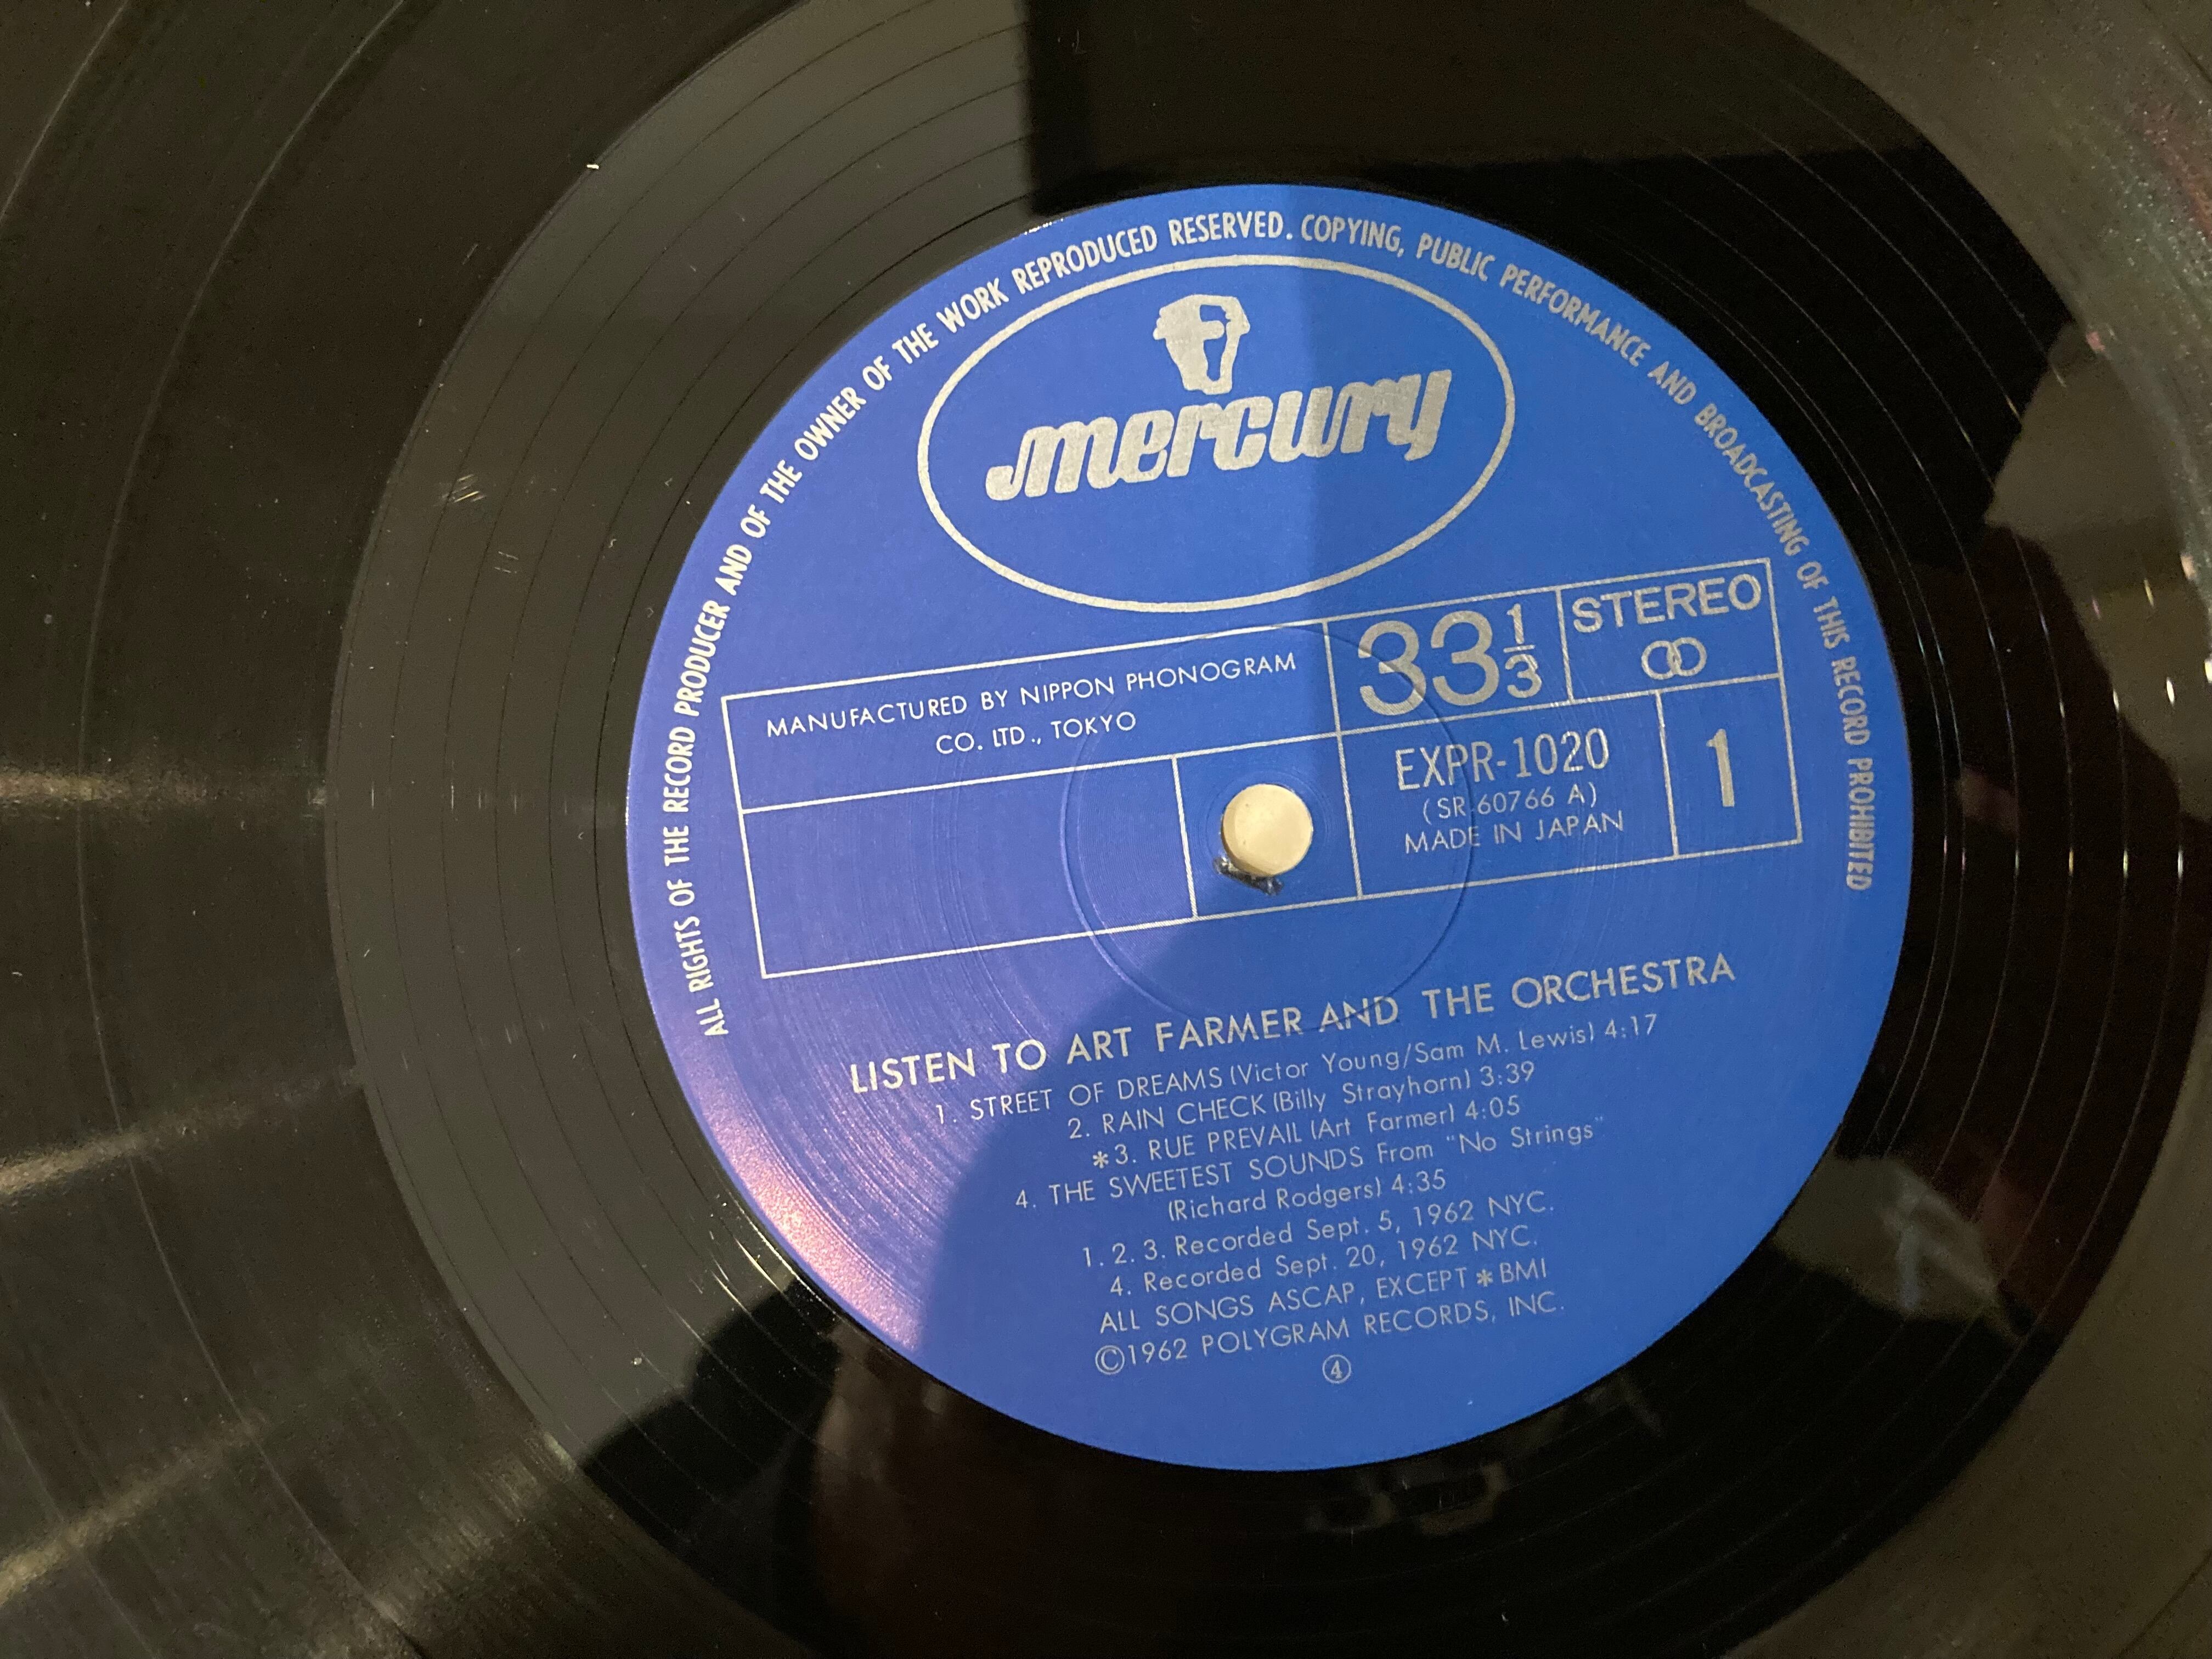 ALL RIGHTS OF THE RECORD PRODUCER AND OF THE OWNER OF THE WORK REPRODUCED RESERVED. COPYING, PUBLIC PERFORMANCE AND BROADCASTING OF THIS RECORD PROHIBITED
mercury
MANUFACTURED BY NIPPON PHONOGRAM
CO. LTD., TOKYO
33 1/3
STEREO
EXPR-1020
(SR-60766 A)
MADE IN JAPAN
1
LISTEN TO ART FARMER AND THE ORCHESTRA
1. STREET OF DREAMS (Victor Young/Sam M. Lewis) 4:17
2. RAIN CHECK (Billy Strayhorn) 3:39
*3. RUE PREVAIL (Art Farmer) 4:05
4. THE SWEETEST SOUNDS From "No Strings"
(Richard Rodgers) 4:35
1. 2. 3. Recorded Sept. 5, 1962 NYC.
4. Recorded Sept. 20, 1962 NYC.
ALL SONGS ASCAP, EXCEPT * BMI
©1962 POLYGRAM RECORDS, INC.
④